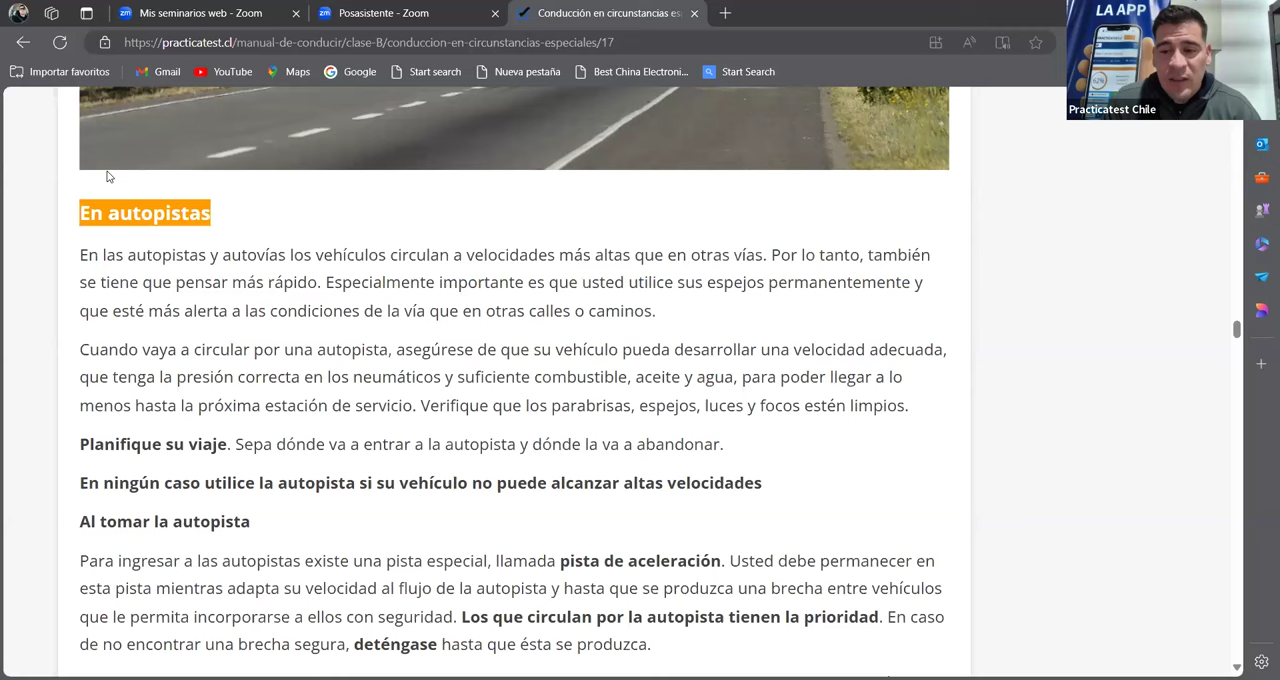 Mis seminarios web - Zoom
Posasistente - Zoom
Conducción en circunstancias es
https://practicatest.cl/manual-de-conducir/clase-B/conduccion-en-circunstancias-especiales/17
Importar favoritos
Gmail
YouTube
Maps
Google
Start search
Nueva pestaña
Best China Electroni...
Start Search
LA APP
62%
Practicatest Chile
En autopistas
En las autopistas y autovías los vehículos circulan a velocidades más altas que en otras vías. Por lo tanto, también
se tiene que pensar más rápido. Especialmente importante es que usted utilice sus espejos permanentemente y
que esté más alerta a las condiciones de la vía que en otras calles o caminos.
Cuando vaya a circular por una autopista, asegúrese de que su vehículo pueda desarrollar una velocidad adecuada,
que tenga la presión correcta en los neumáticos y suficiente combustible, aceite y agua, para poder llegar a lo
menos hasta la próxima estación de servicio. Verifique que los parabrisas, espejos, luces y focos estén limpios.
Planifique su viaje. Sepa dónde va a entrar a la autopista y dónde la va a abandonar.
En ningún caso utilice la autopista si su vehículo no puede alcanzar altas velocidades
Al tomar la autopista
Para ingresar a las autopistas existe una pista especial, llamada pista de aceleración. Usted debe permanecer en
esta pista mientras adapta su velocidad al flujo de la autopista y hasta que se produzca una brecha entre vehículos
que le permita incorporarse a ellos con seguridad. Los que circulan por la autopista tienen la prioridad. En caso
de no encontrar una brecha segura, deténgase hasta que ésta se produzca.